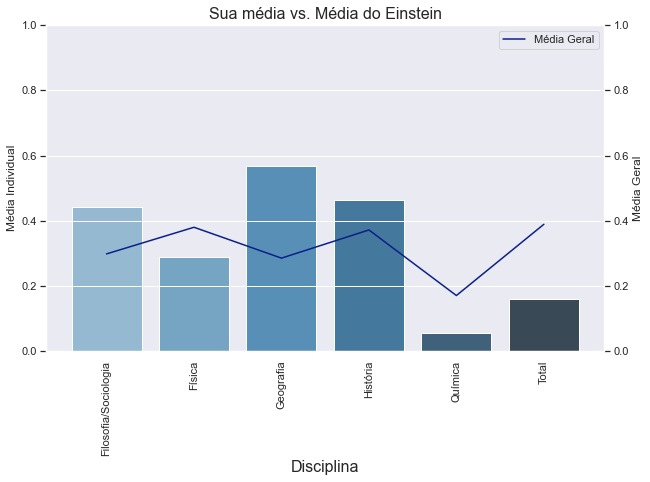 Sua média vs. Média do Einstein
Média Geral
1.0
0.8
0.6
0.4
0.2
0.0
Média Individual
1.0
0.8
0.6
0.4
0.2
0.0
Média Geral
Filosofia/Sociologia
Física
Geografia
História
Química
Total
Disciplina